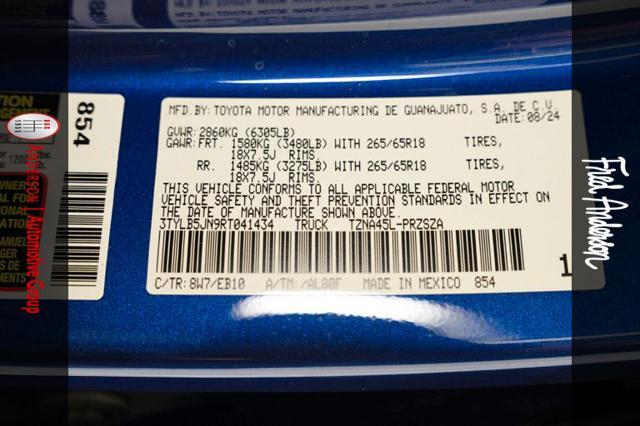 MFD.BY: TOYOTA MOTOR MANUFACTURING DE GUANAJUATO, S.A. DE C.V.
DATE: 08/24
GVWR: 2860KG (6305LB)
GAWR: FRT. 1580KG (3480LB) WITH 265/65R18 TIRES,
18X7.5J RIMS.
RR. 1485KG (3275LB) WITH 265/65R18 TIRES,
18X7.5J RIMS.
THIS VEHICLE CONFORMS TO ALL APPLICABLE FEDERAL MOTOR
VEHICLE SAFETY AND THEFT PREVENTION STANDARDS IN EFFECT ON
THE DATE OF MANUFACTURE SHOWN ABOVE.
3TYLB5JN9RT041434 TRUCK TZNA45L-PRZSZA
C/TR: 8W7/EB10 A/TM: /AL80F MADE IN MEXICO 854
1
854
ANDERSON | Automotive Group
Fred Anderson